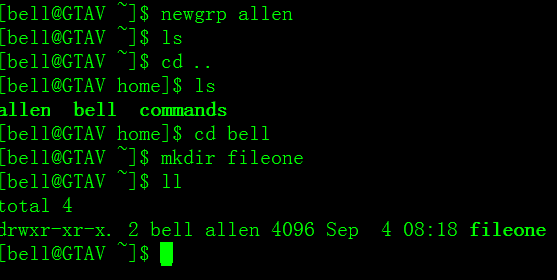 [bell@GTAV ~]$ newgrp allen
[bell@GTAV ~]$ ls
[bell@GTAV ~]$ cd ..
[bell@GTAV home]$ ls
allen  bell  commands
[bell@GTAV home]$ cd bell
[bell@GTAV ~]$ mkdir fileone
[bell@GTAV ~]$ ll
total 4
drwxr-xr-x. 2 bell allen 4096 Sep  4 08:18 fileone
[bell@GTAV ~]$